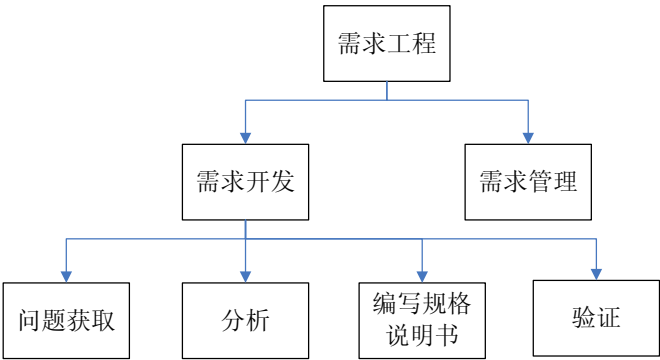 需求工程
需求开发
需求管理
问题获取
分析
编写规格
说明书
验证